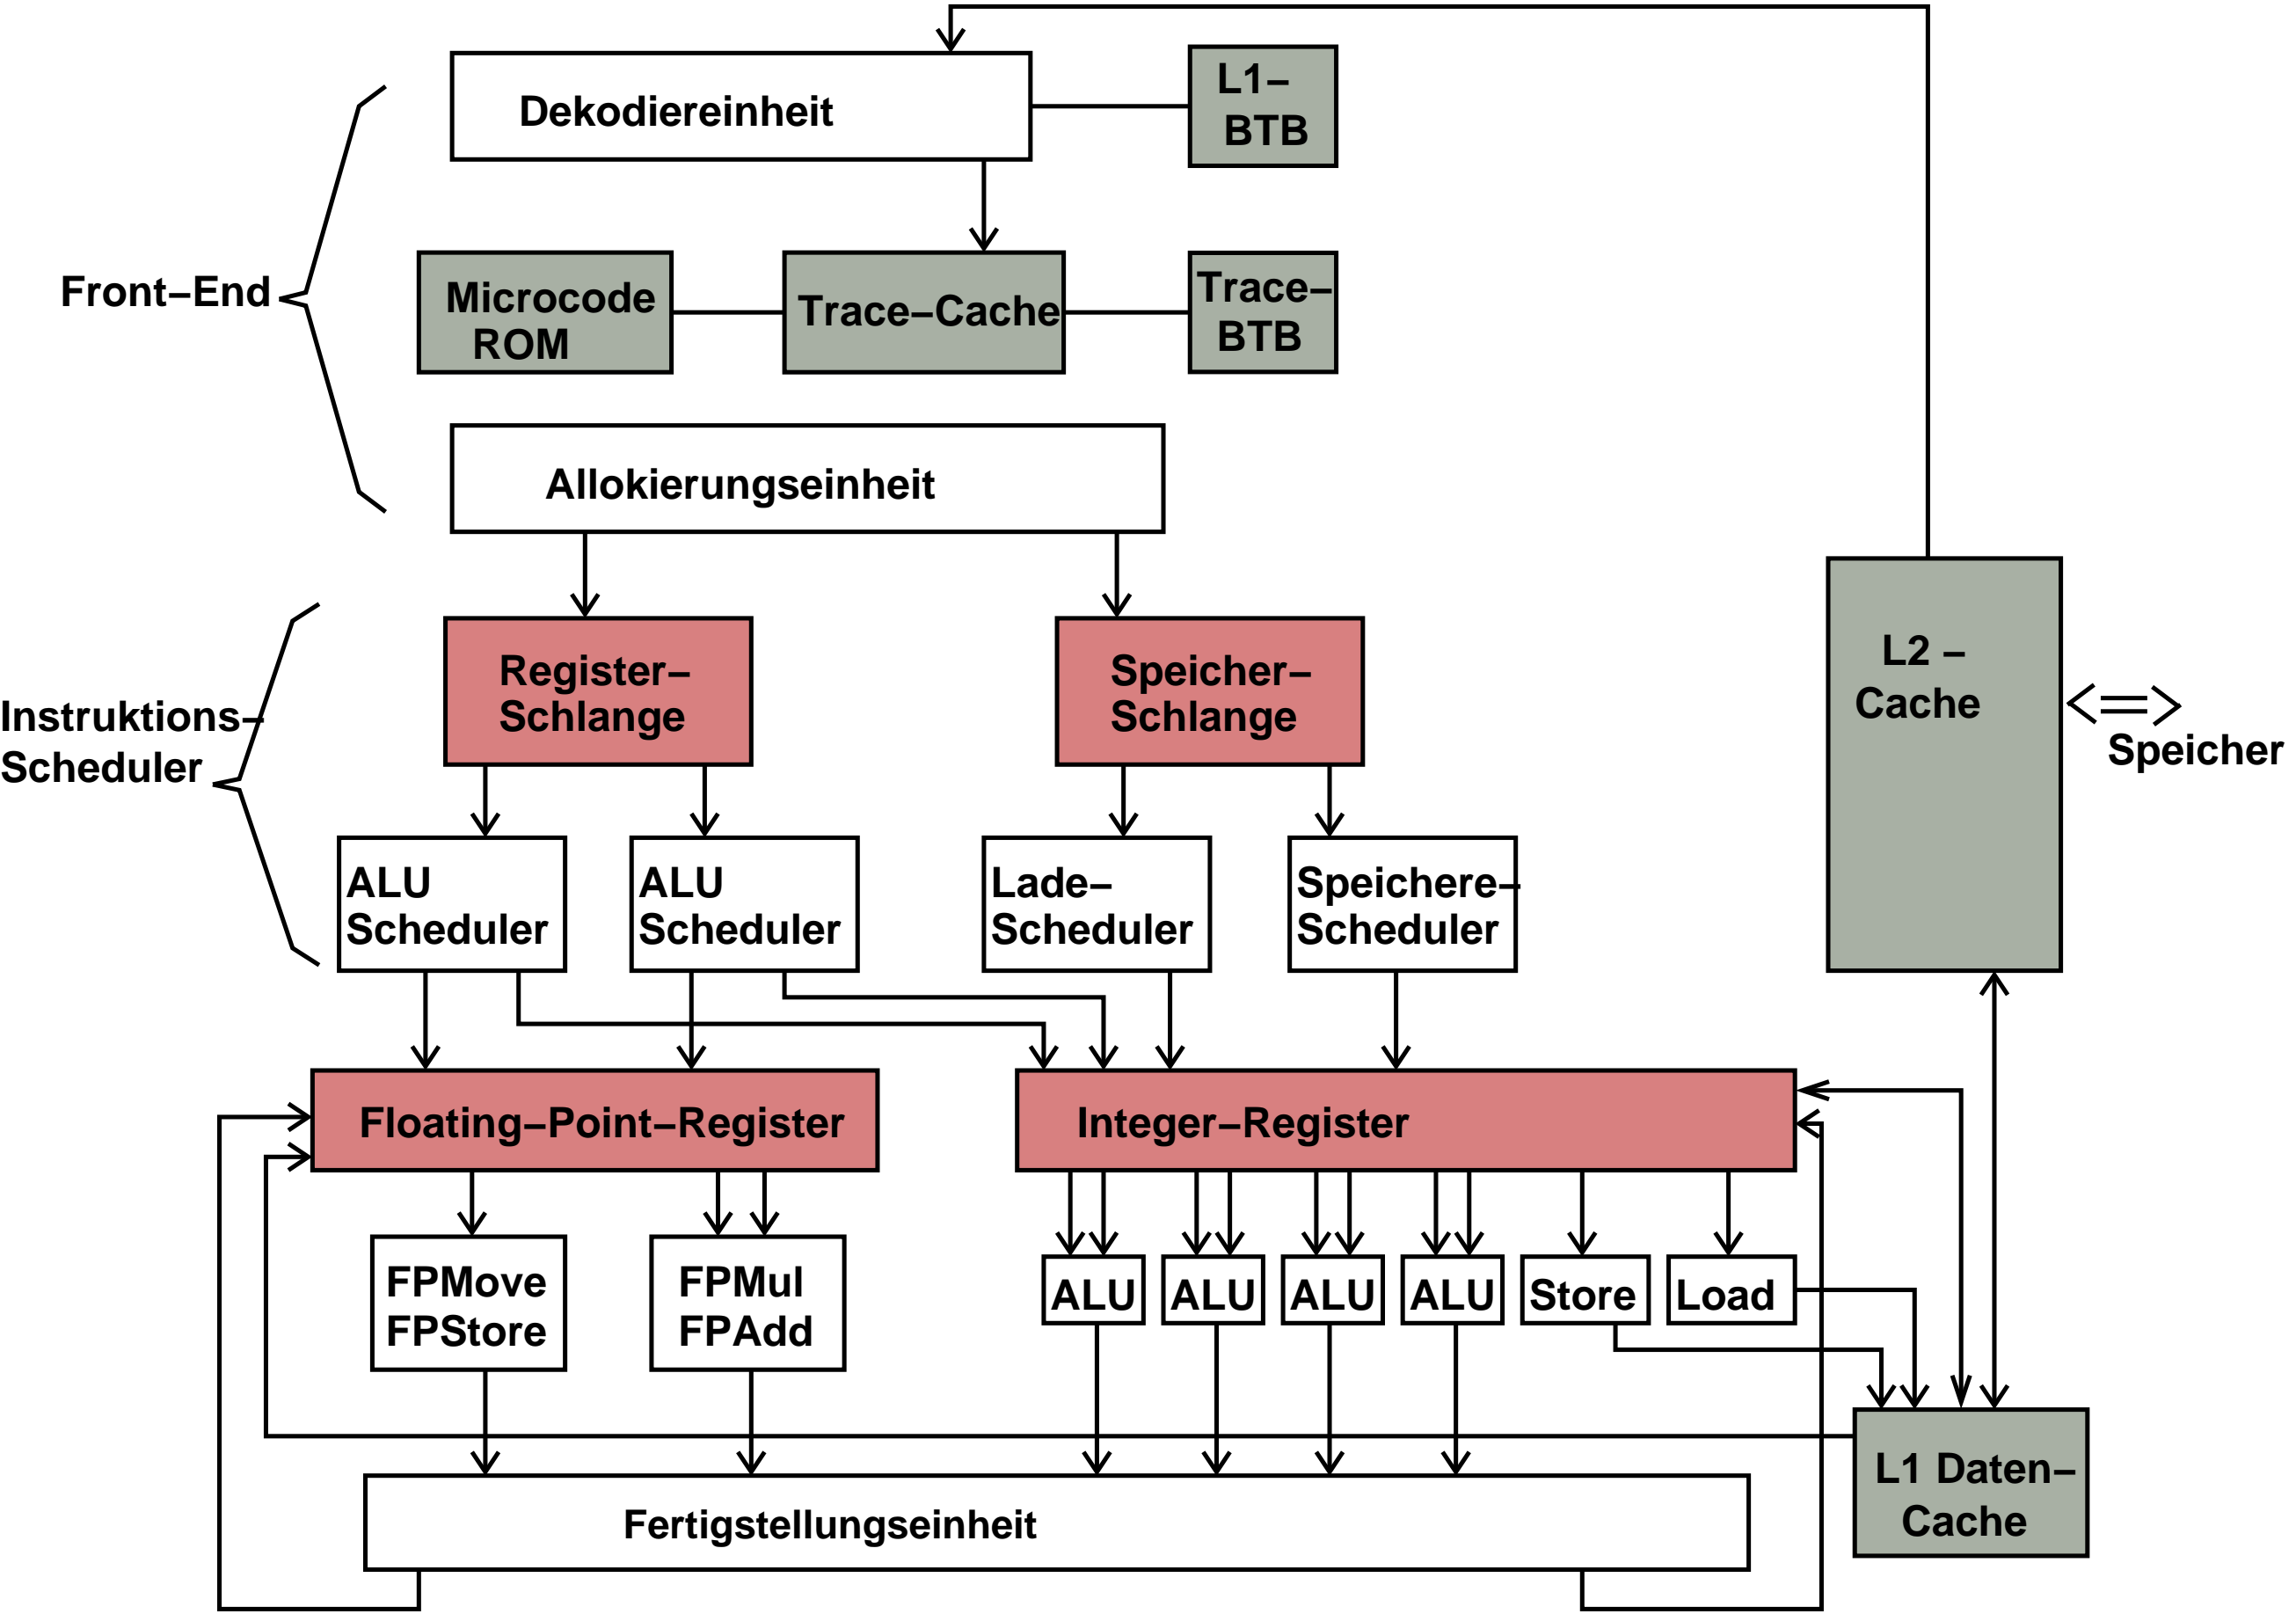 L1–
BTB
Dekodiereinheit
Front–End
Microcode
ROM
Trace–Cache
Trace–
BTB
Allokierungseinheit
Instruktions–
Scheduler
Register–
Schlange
Speicher–
Schlange
L2 –
Cache
Speicher
ALU
Scheduler
ALU
Scheduler
Lade–
Scheduler
Speichere–
Scheduler
Floating–Point–Register
Integer–Register
FPMove
FPStore
FPMul
FPAdd
ALU
ALU
ALU
ALU
Store
Load
L1 Daten–
Cache
Fertigstellungseinheit